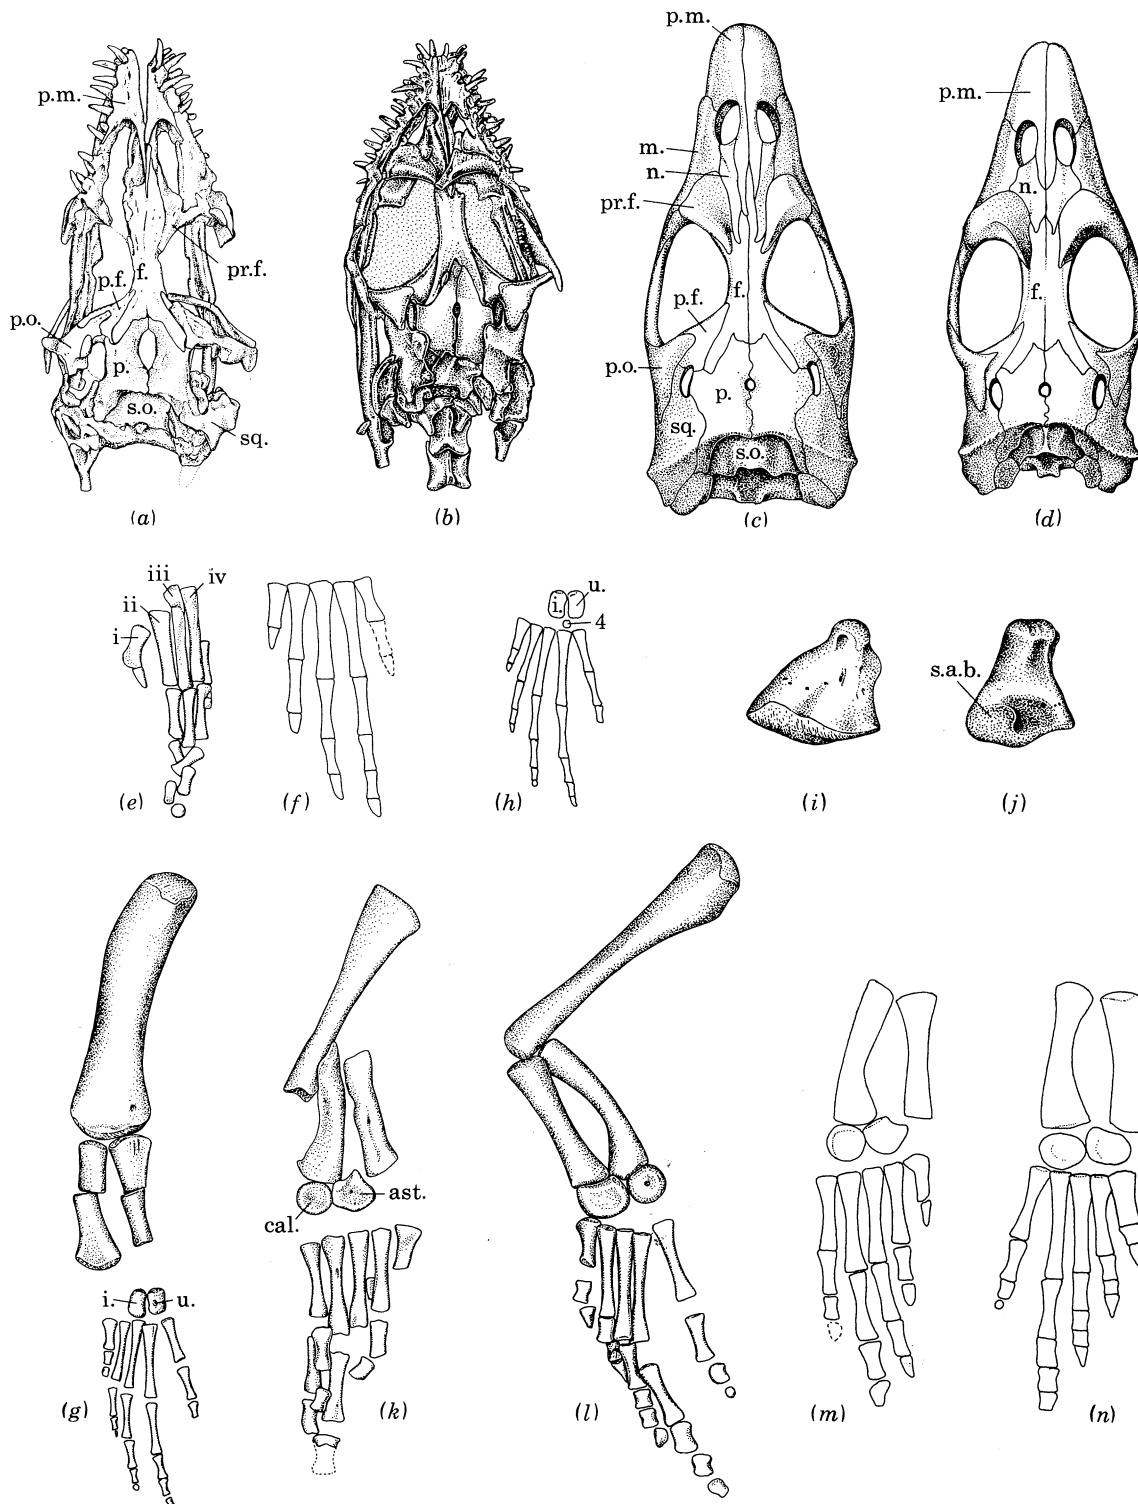 p.m.
p.f.
f.
pr.f.
p.o.
p.
s.o.
sq.
(a)
(b)
p.m.
m.
n.
pr.f.
p.f.
f.
p.o.
p.
sq.
s.o.
(c)
p.m.
n.
f.
(d)
iii
iv
ii
i
(e)
(f)
i.
u.
4
(h)
(i)
s.a.b.
(j)
i.
u.
(g)
ast.
cal.
(k)
(l)
(m)
(n)